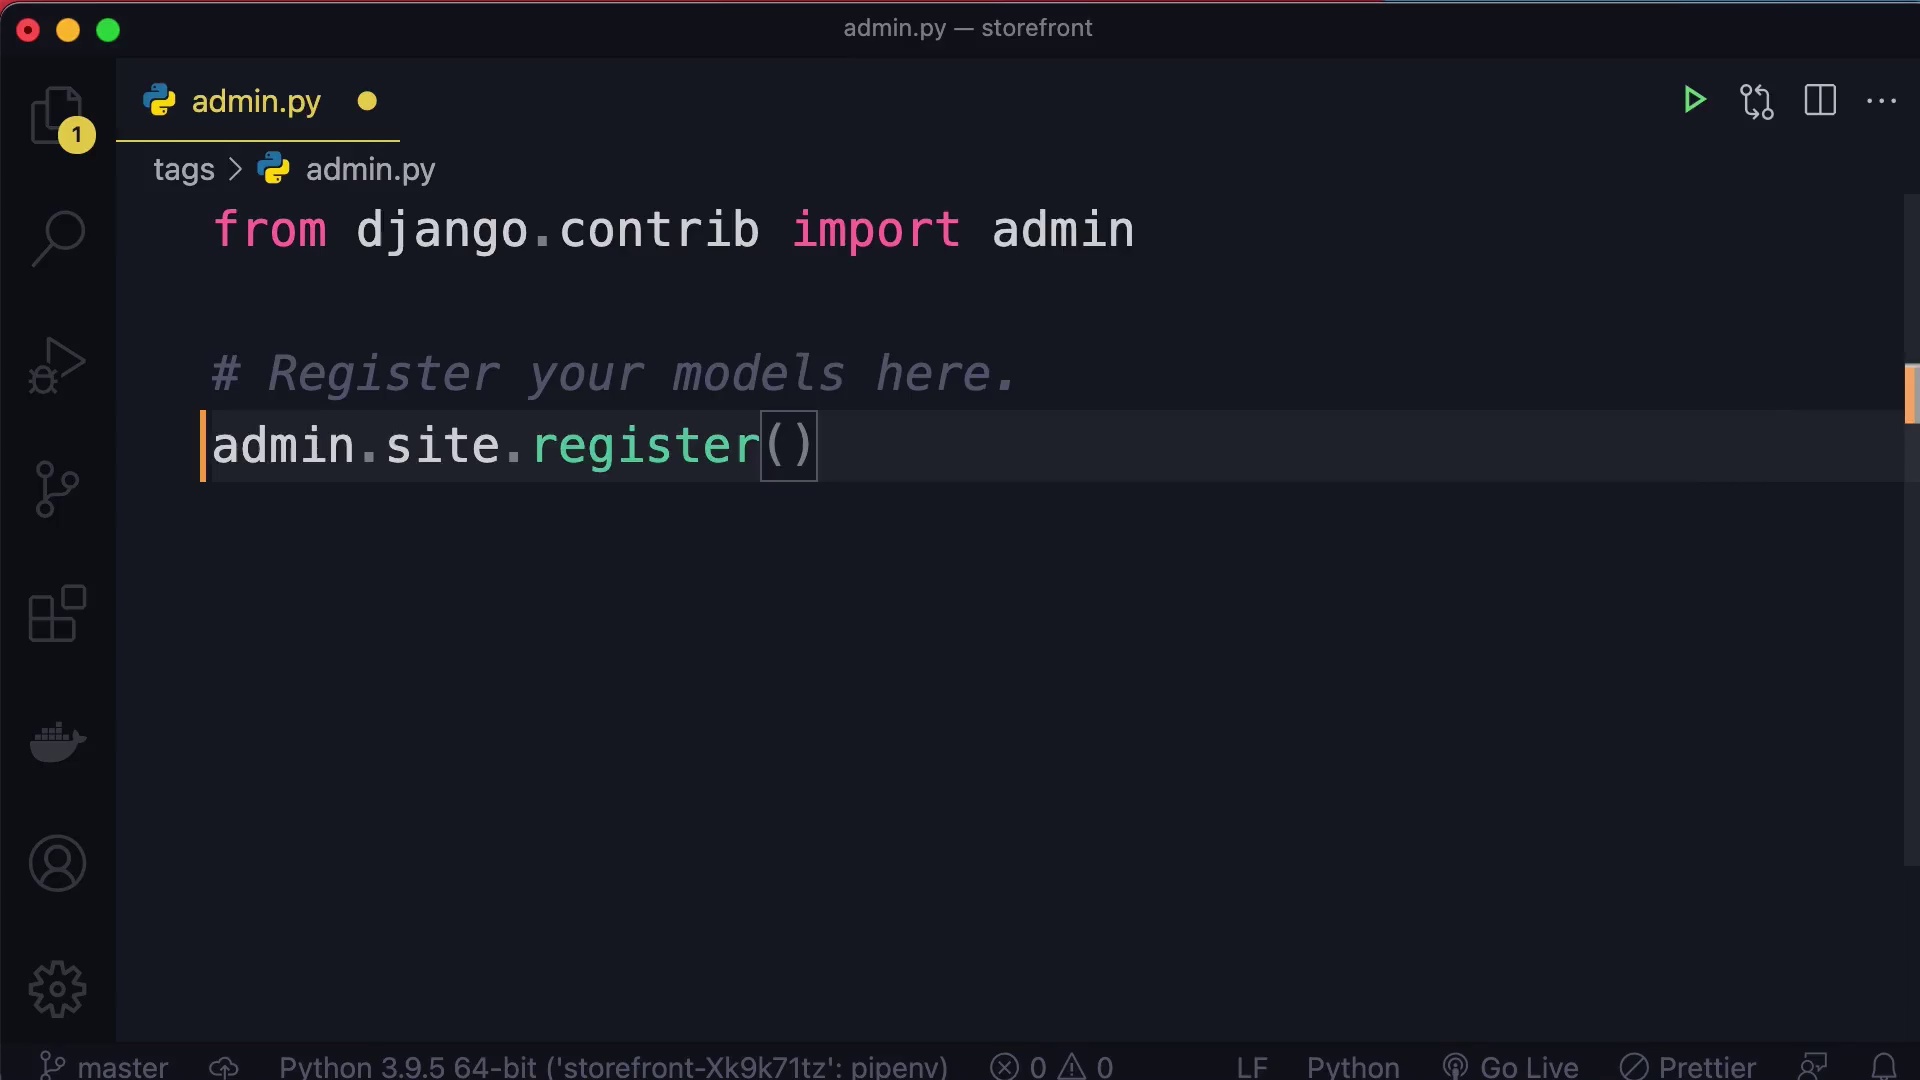 admin.py — storefront
admin.py
1
tags > admin.py
from django.contrib import admin
# Register your models here.
admin.site.register()
master Python 3.9.5 64-bit ('storefront-Xk9k71tz': pipenv) 0 0 LF Python Go Live Prettier